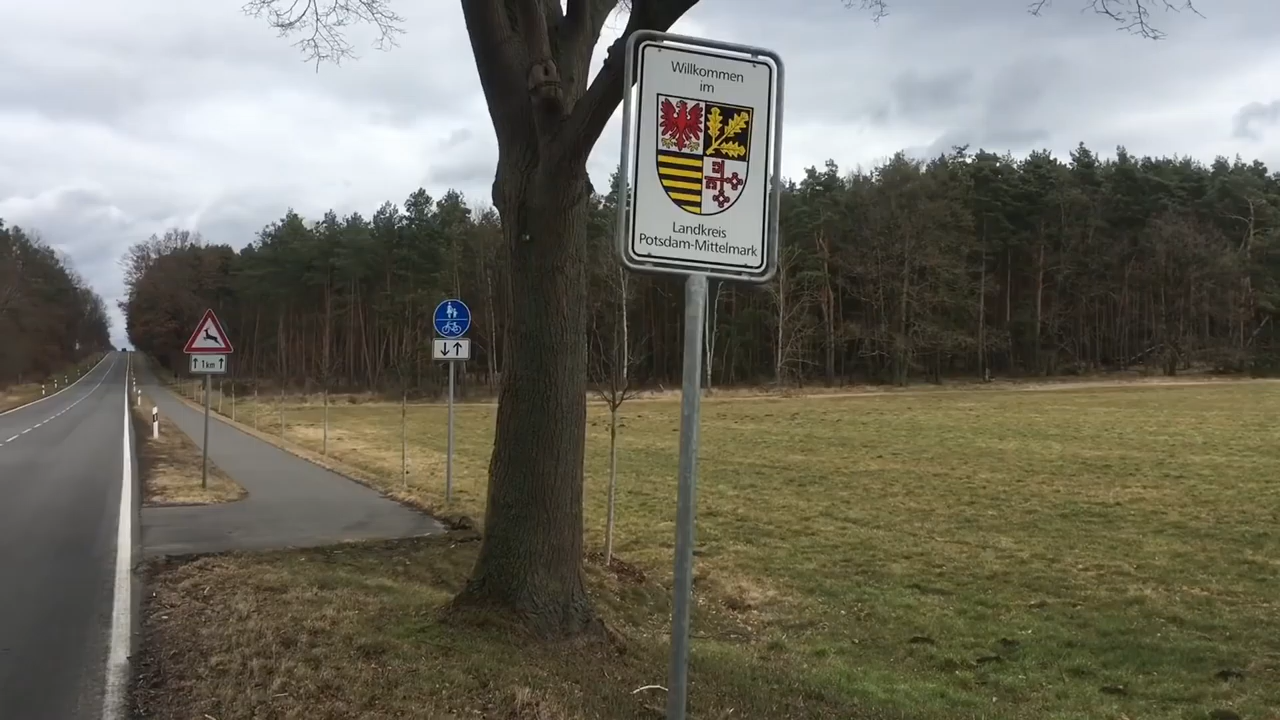 Willkommen
im
Landkreis
Potsdam-Mittelmark
↑ 1 km ↑